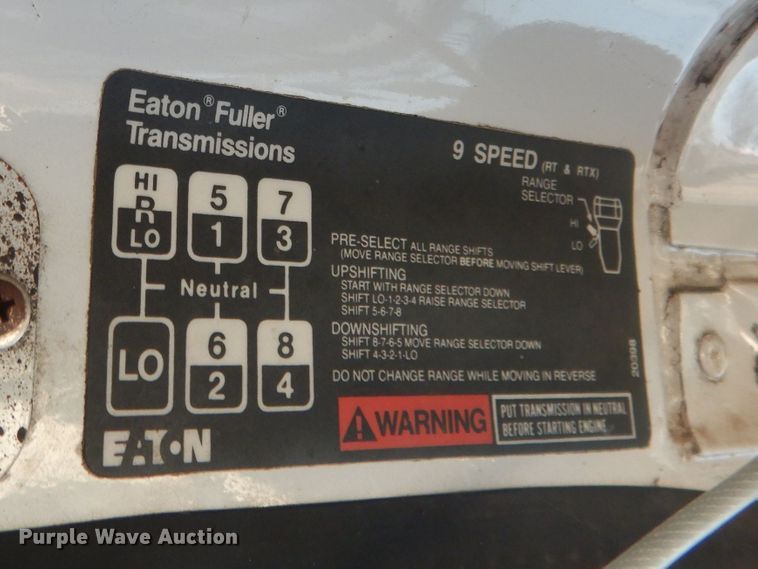 Eaton® Fuller®
Transmissions
9 SPEED (RT & RTX)
RANGE
SELECTOR
HI
LO
HI 5 7
R
LO 1 3
Neutral
LO 6 8
2 4
PRE-SELECT ALL RANGE SHIFTS
(MOVE RANGE SELECTOR BEFORE MOVING SHIFT LEVER)
UPSHIFTING
START WITH RANGE SELECTOR DOWN
SHIFT LO-1-2-3-4 RAISE RANGE SELECTOR
SHIFT 5-6-7-8
DOWNSHIFTING
SHIFT 8-7-6-5 MOVE RANGE SELECTOR DOWN
SHIFT 4-3-2-1-LO
DO NOT CHANGE RANGE WHILE MOVING IN REVERSE
20398
WARNING
PUT TRANSMISSION IN NEUTRAL
BEFORE STARTING ENGINE
EATON
Purple Wave Auction